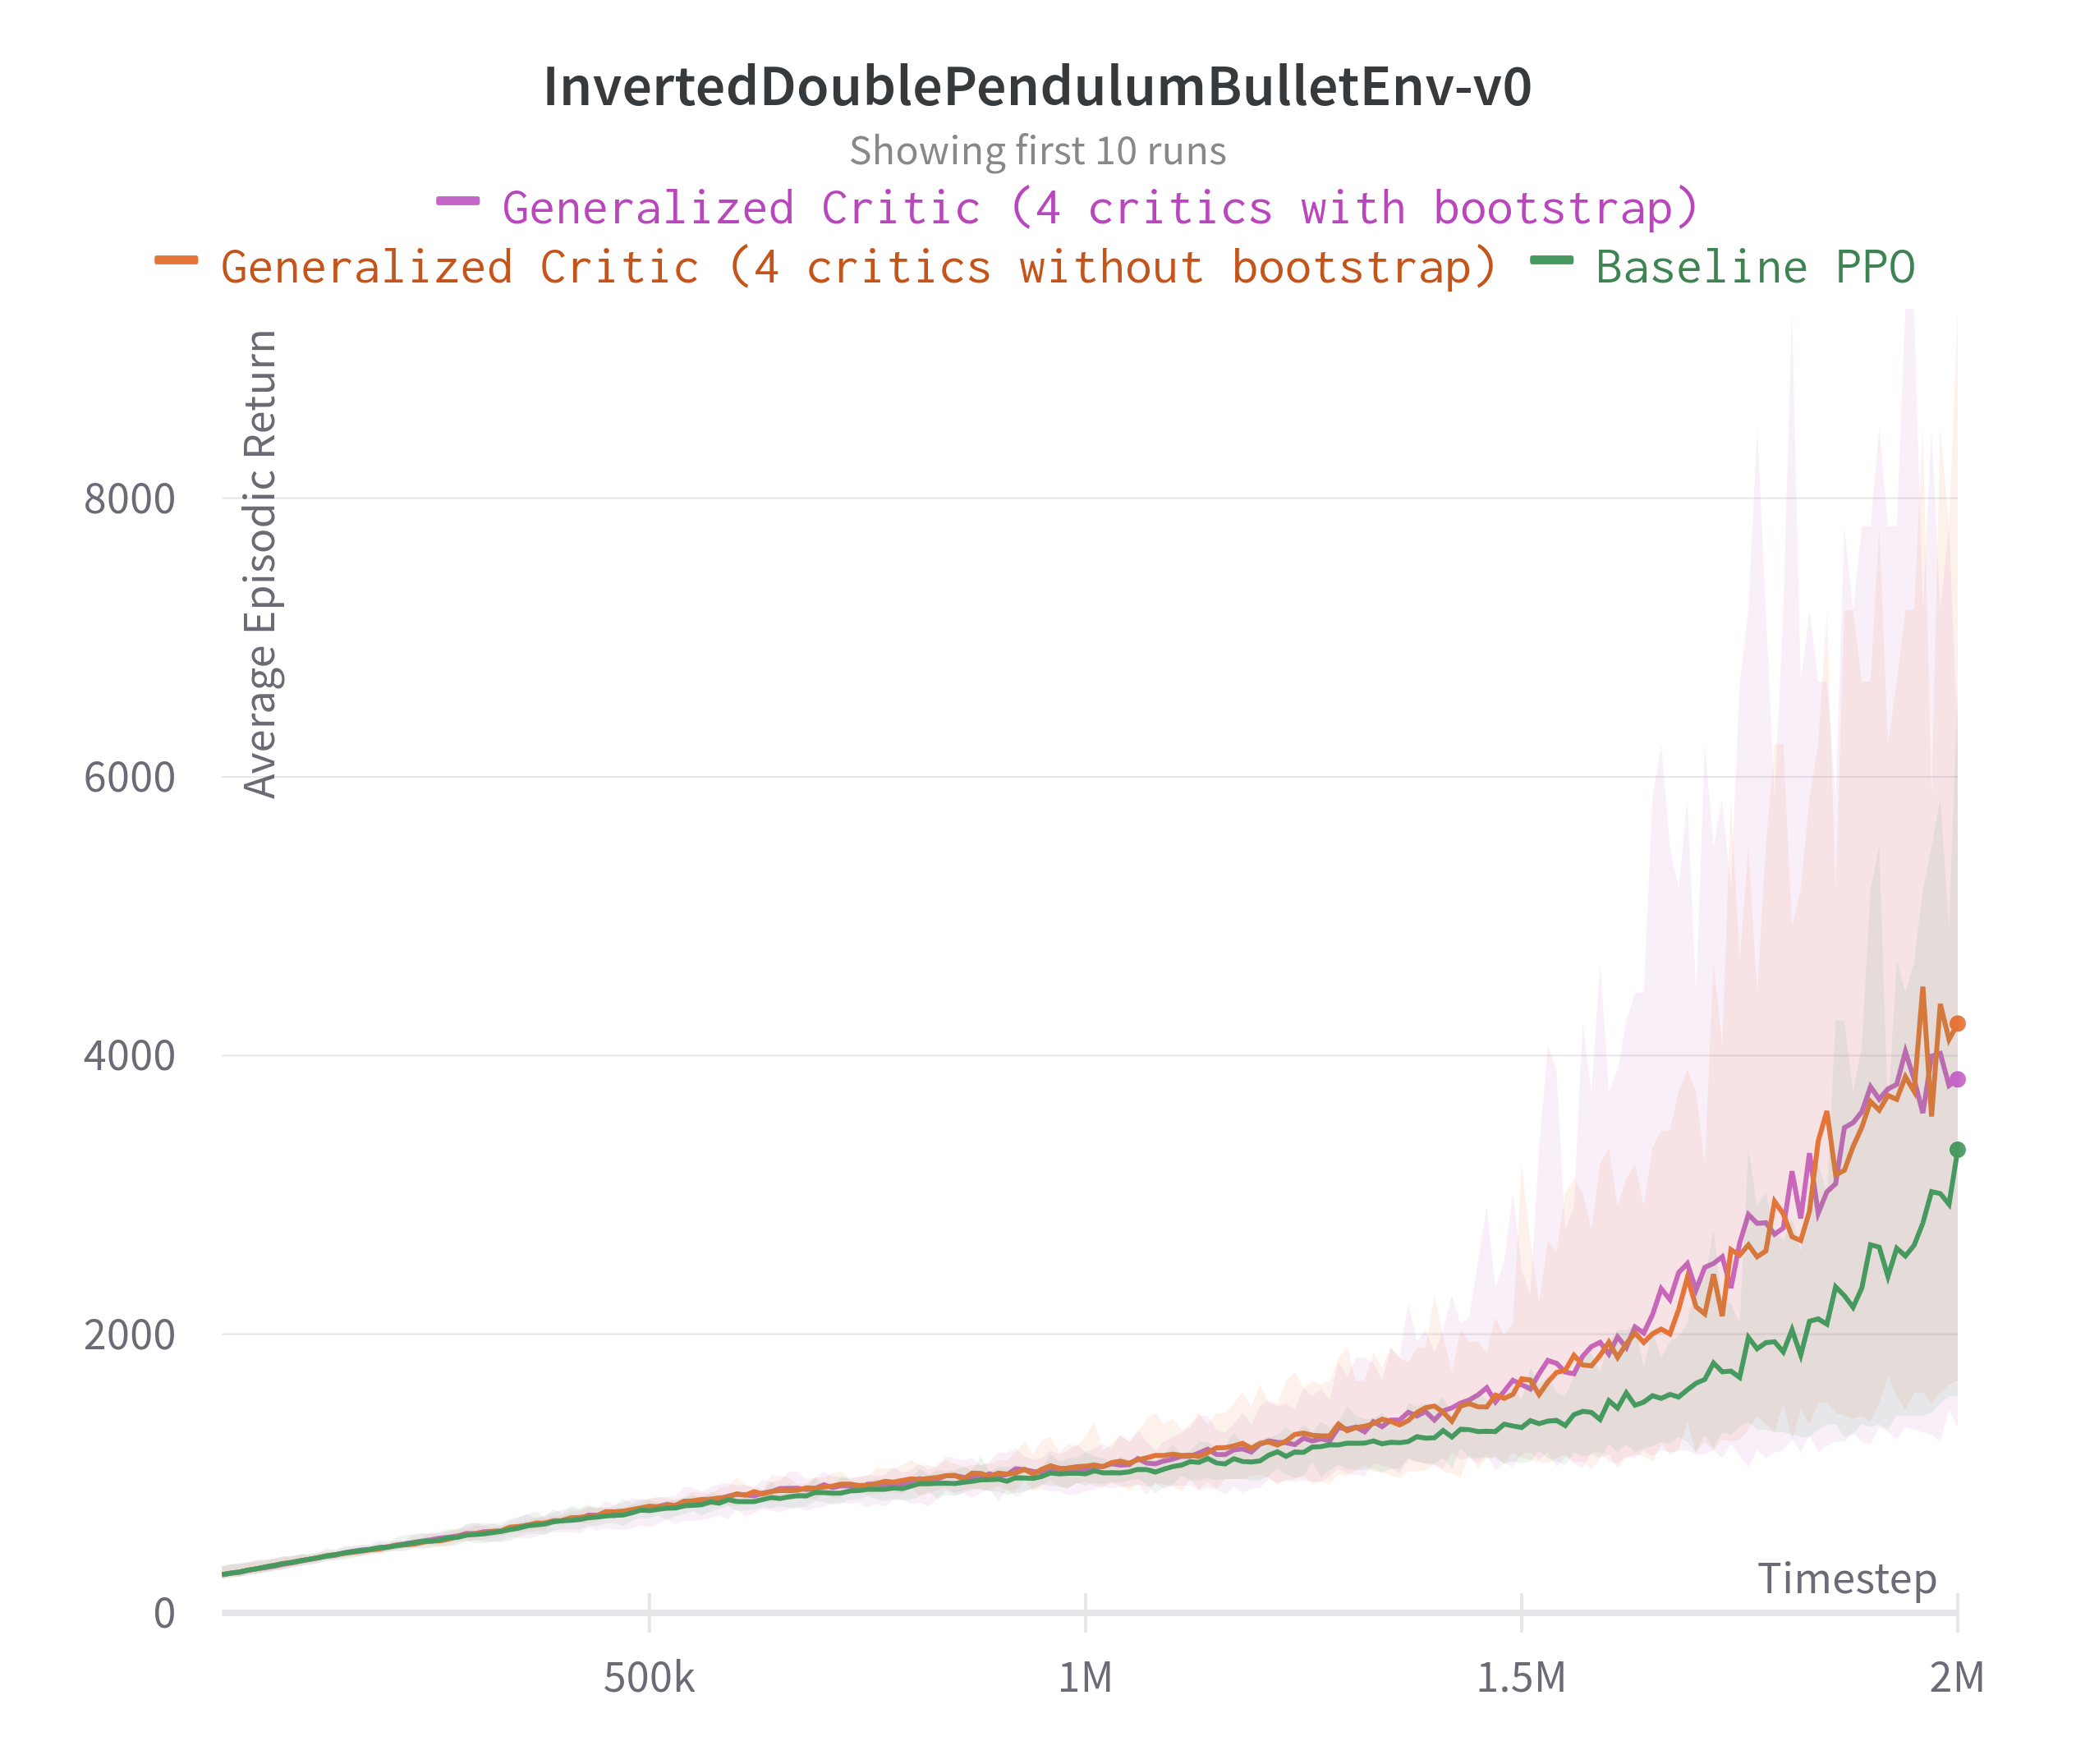 InvertedDoublePendulumBulletEnv-v0
Showing first 10 runs
Generalized Critic (4 critics with bootstrap)
Generalized Critic (4 critics without bootstrap) Baseline PPO
Average Episodic Return
8000
6000
4000
2000
0
Timestep
500k 1M 1.5M 2M